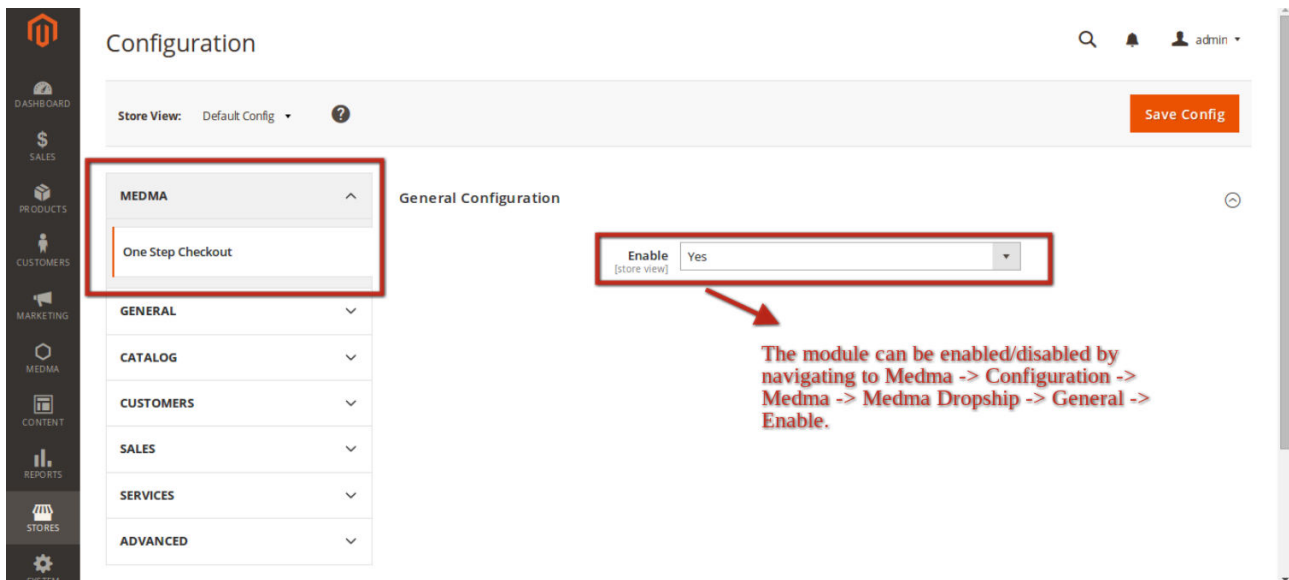 Configuration
admin
DASHBOARD
Store View: Default Config
Save Config
SALES
MEDMA
General Configuration
PRODUCTS
One Step Checkout
Enable Yes
[store view]
CUSTOMERS
GENERAL
MARKETING
The module can be enabled/disabled by
navigating to Medma -> Configuration ->
Medma -> Medma Dropship -> General ->
Enable.
CATALOG
MEDMA
CUSTOMERS
CONTENT
SALES
REPORTS
SERVICES
STORES
ADVANCED
SYSTEM